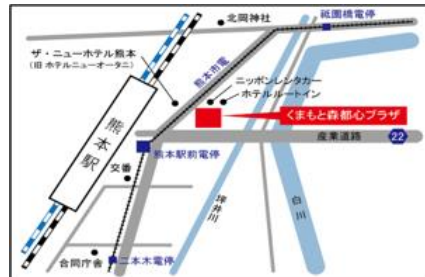 北岡神社
祗園橋電停
ザ・ニューホテル熊本
(旧 ホテルニューオータニ)
熊本市電
ニッポンレンタカー
ホテルルートイン
くまもと森都心プラザ
熊本駅
産業道路
22
熊本駅前電停
交番
坪井川
白川
合同庁舎
二本木電停